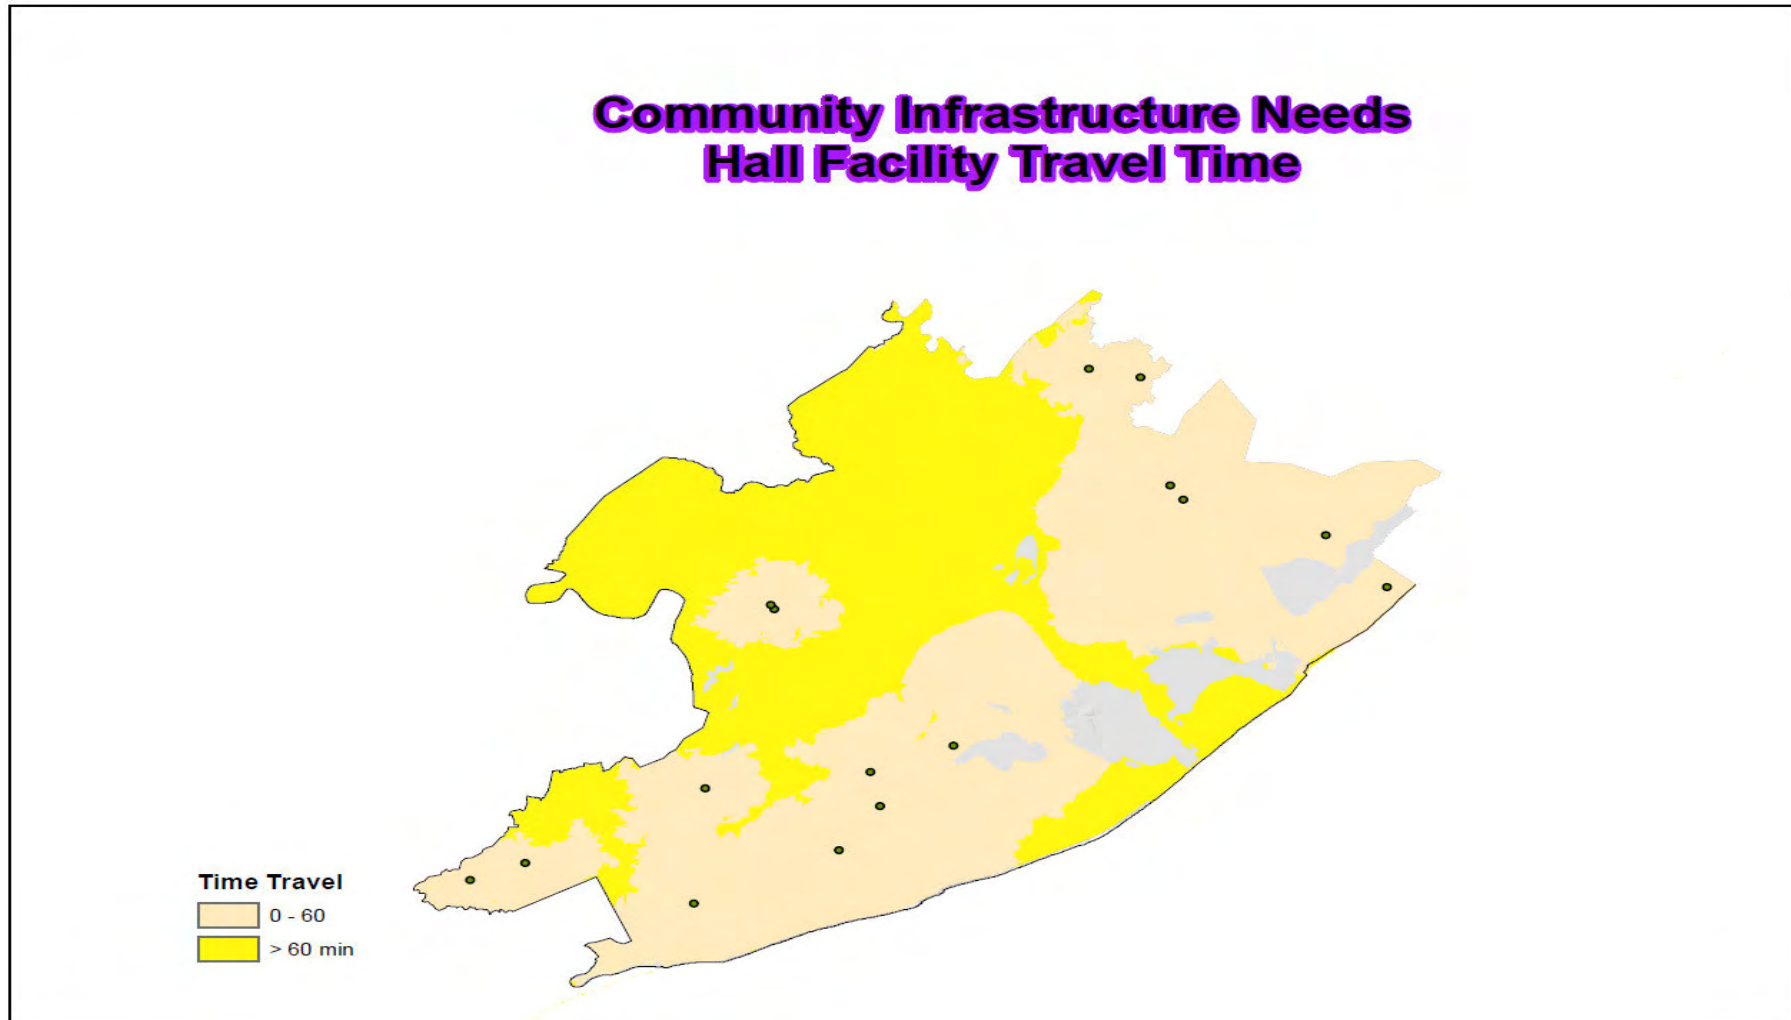 Community Infrastructure Needs
Hall Facility Travel Time
Time Travel
0 - 60
> 60 min